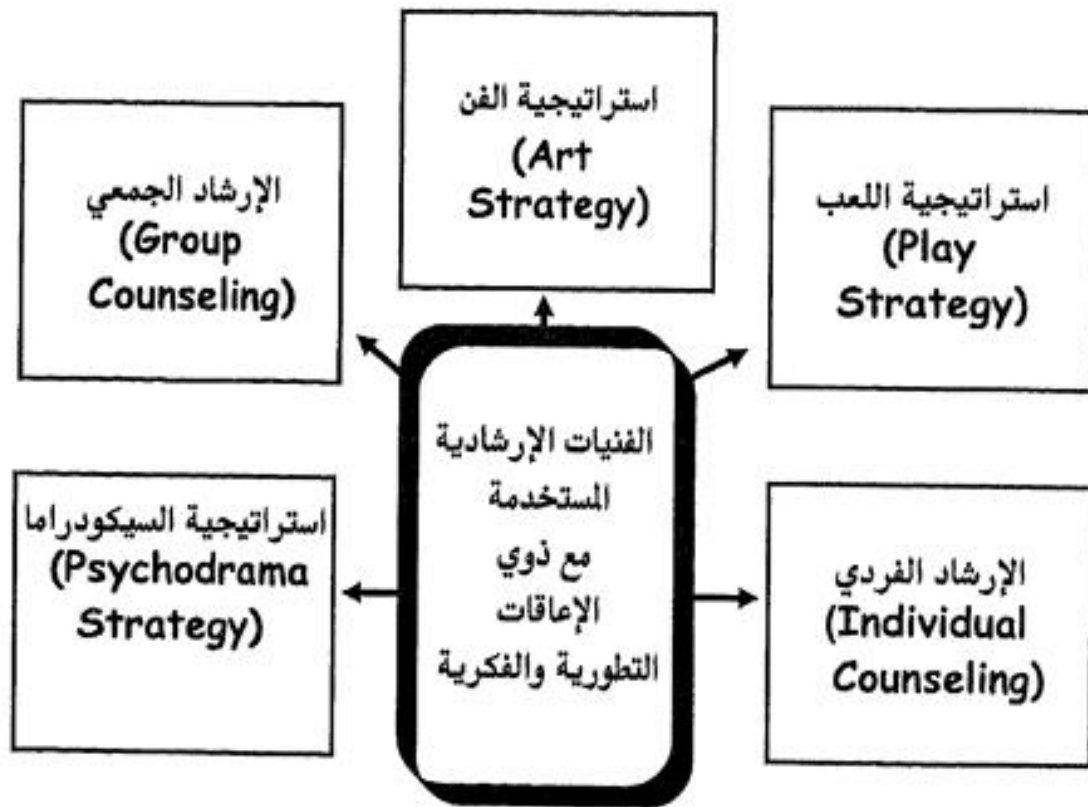 استراتيجية الفن
(Art
Strategy)
استراتيجية اللعب
(Play
Strategy)
الإرشاد الجمعي
(Group
Counseling)
الفنيات الإرشادية
المستخدمة
مع ذوي
الإعاقات
التطورية والفكرية
الإرشاد الفردي
(Individual
Counseling)
استراتيجية السيكودراما
(Psychodrama
Strategy)